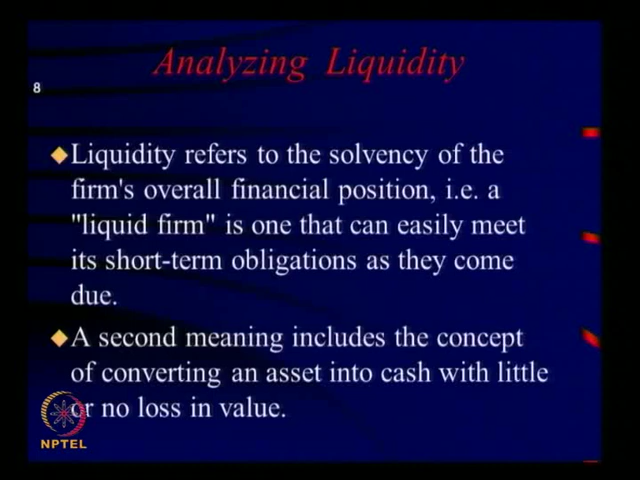 Analyzing Liquidity
8
Liquidity refers to the solvency of the
firm's overall financial position, i.e. a
"liquid firm" is one that can easily meet
its short-term obligations as they come
due.
A second meaning includes the concept
of converting an asset into cash with little
or no loss in value.
NPTEL